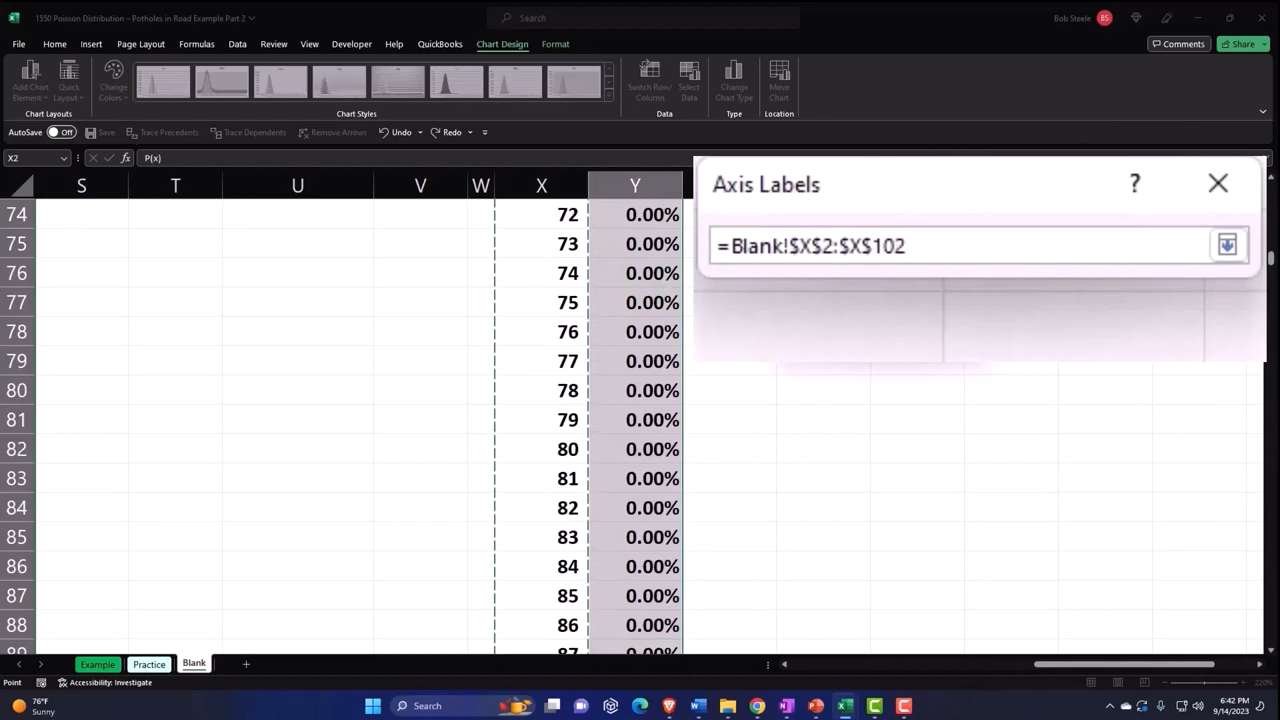 1550 Poisson Distribution – Potholes in Road Example Part 2
Search
Bob Steele
BS
File Home Insert Page Layout Formulas Data Review View Developer Help QuickBooks Chart Design Format
Comments
Share
Add Chart Element
Quick Layout
Change Colors
Switch Row/ Column
Select Data
Change Chart Type
Move Chart
Chart Layouts
Chart Styles
Data
Type
Location
AutoSave Off Save Trace Precedents Trace Dependents Remove Arrows Undo Redo
X2 fx P(x)
Axis Labels ? X
=Blank!$X$2:$X$102
S T U V W X Y
74 72 0.00%
75 73 0.00%
76 74 0.00%
77 75 0.00%
78 76 0.00%
79 77 0.00%
80 78 0.00%
81 79 0.00%
82 80 0.00%
83 81 0.00%
84 82 0.00%
85 83 0.00%
86 84 0.00%
87 85 0.00%
88 86 0.00%
89 87 0.00%
Example Practice Blank
Point Accessibility: Investigate
220%
76°F
Sunny
Search
6:42 PM
9/14/2023